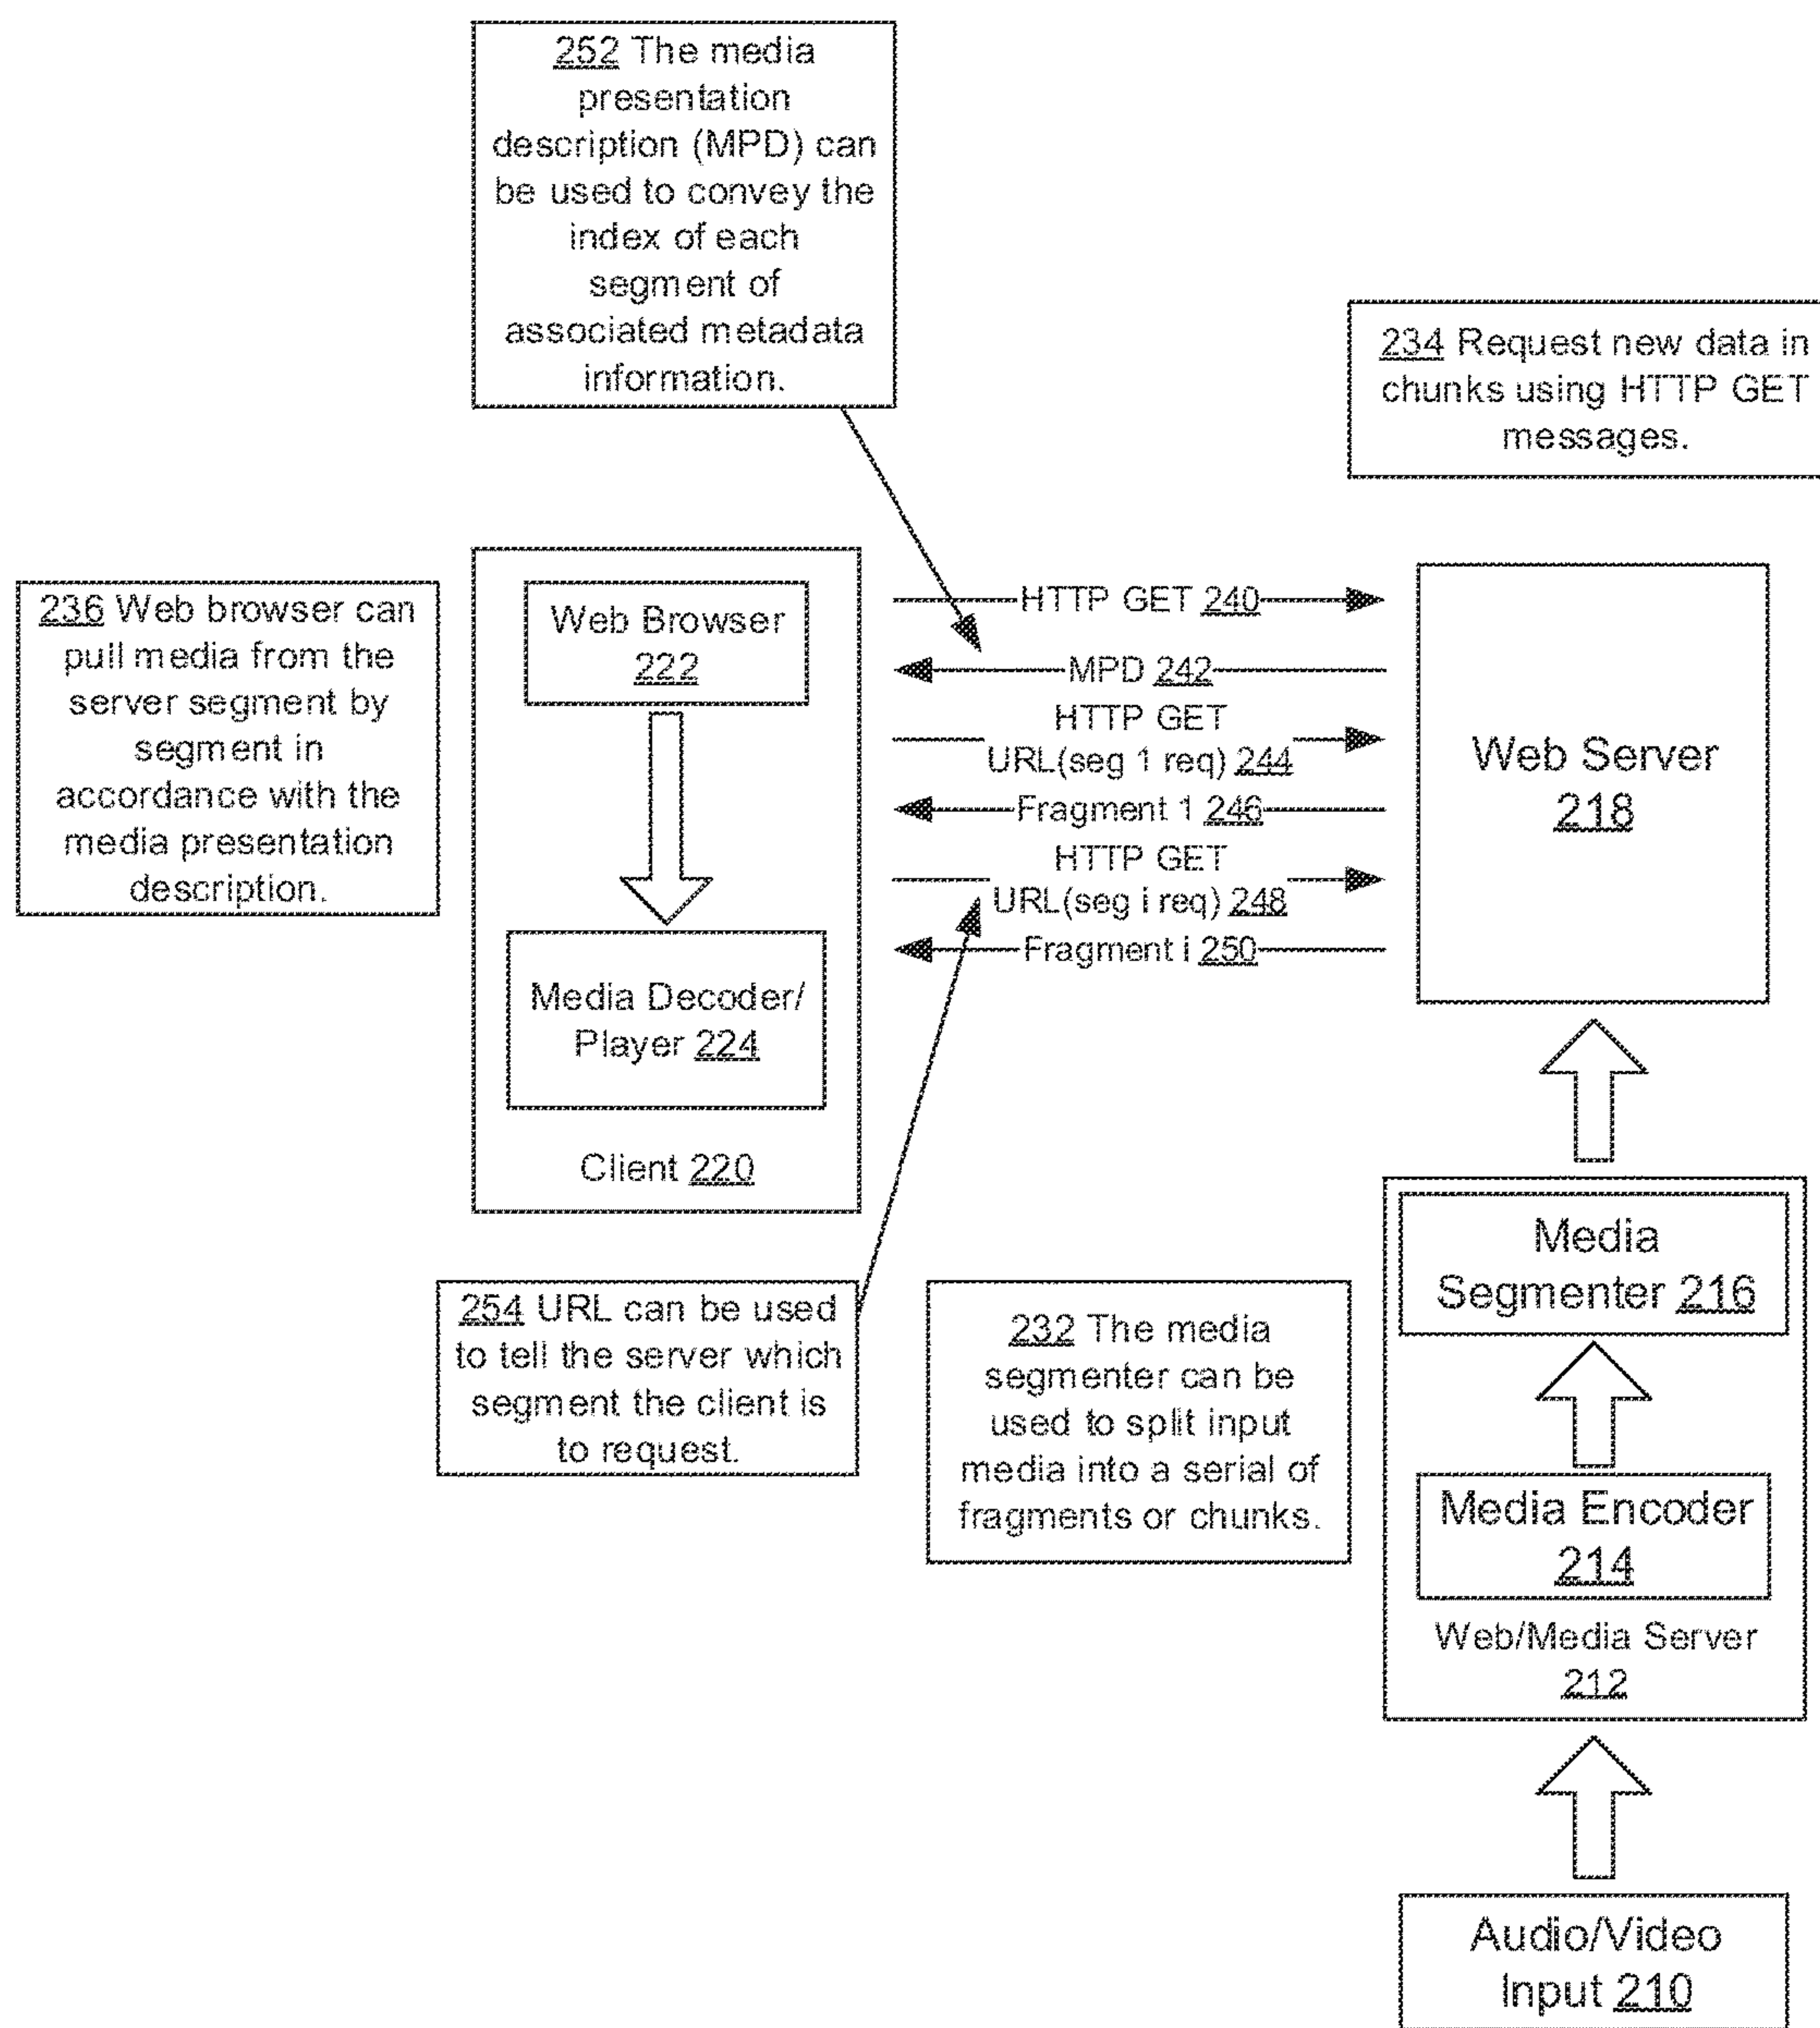 252 The media
presentation
description (MPD) can
be used to convey the
index of each
segment of
associated metadata
information.
234 Request new data in
chunks using HTTP GET
messages.
236 Web browser can
pull media from the
server segment by
segment in
accordance with the
media presentation
description.
Web Browser
222
Media Decoder/
Player 224
Client 220
HTTP GET 240
MPD 242
HTTP GET
URL(seg 1 req) 244
Fragment 1 246
HTTP GET
URL(seg i req) 248
Fragment i 250
Web Server
218
254 URL can be used
to tell the server which
segment the client is
to request.
232 The media
segmenter can be
used to split input
media into a serial of
fragments or chunks.
Media
Segmenter 216
Media Encoder
214
Web/Media Server
212
Audio/Video
Input 210